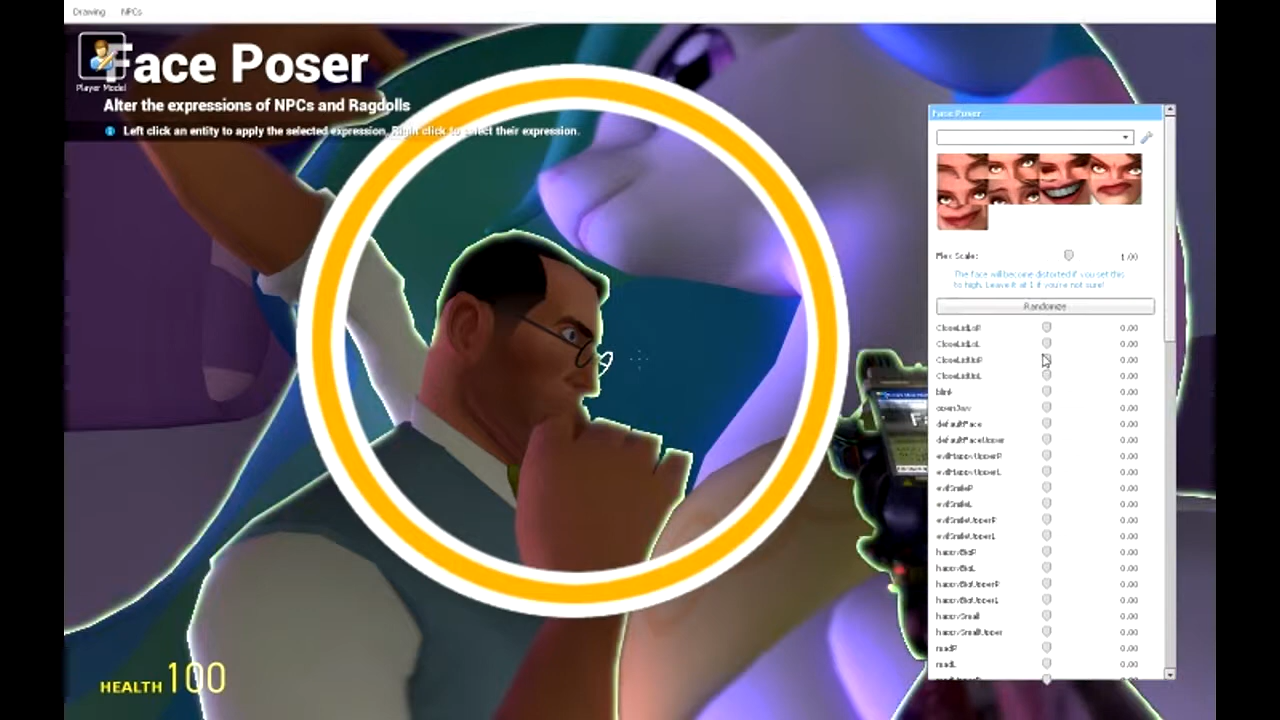 Drawing NPCs
Player Model
Face Poser
Alter the expressions of NPCs and Ragdolls
Left click an entity to apply the selected expression. Right click to select their expression.
Face Poser
Flex Scale: 1.00
The face will become distorted if you set this
to high. Leave it at 1 if you're not sure!
Randomize
CloseLidLoR 0.00
CloseLidLoL 0.00
CloseLidUpR 0.00
CloseLidUpL 0.00
blink 0.00
openJaw 0.00
defaultFace 0.00
defaultFaceUpper 0.00
evilHappyUpperR 0.00
evilHappyUpperL 0.00
evilSmileR 0.00
evilSmileL 0.00
evilSmileUpperR 0.00
evilSmileUpperL 0.00
happyBigR 0.00
happyBigL 0.00
happyBigUpperR 0.00
happyBigUpperL 0.00
happySmall 0.00
happySmallUpper 0.00
madR 0.00
madL 0.00
HEALTH 100